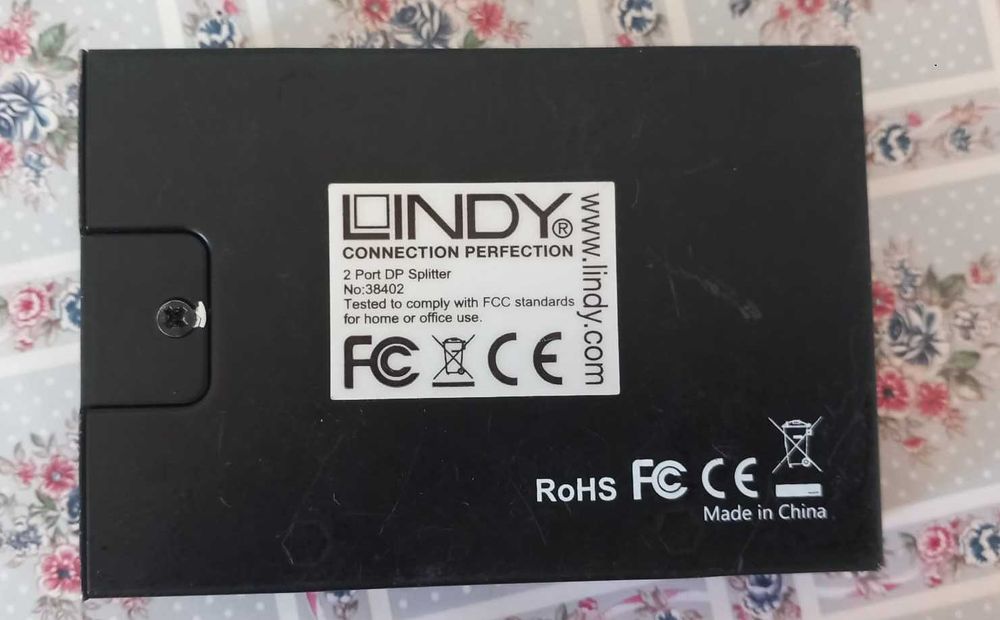 LINDY®
CONNECTION PERFECTION
2 Port DP Splitter
No:38402
Tested to comply with FCC standards
for home or office use.
FC CE
www.lindy.com
RoHS FC CE
Made in China